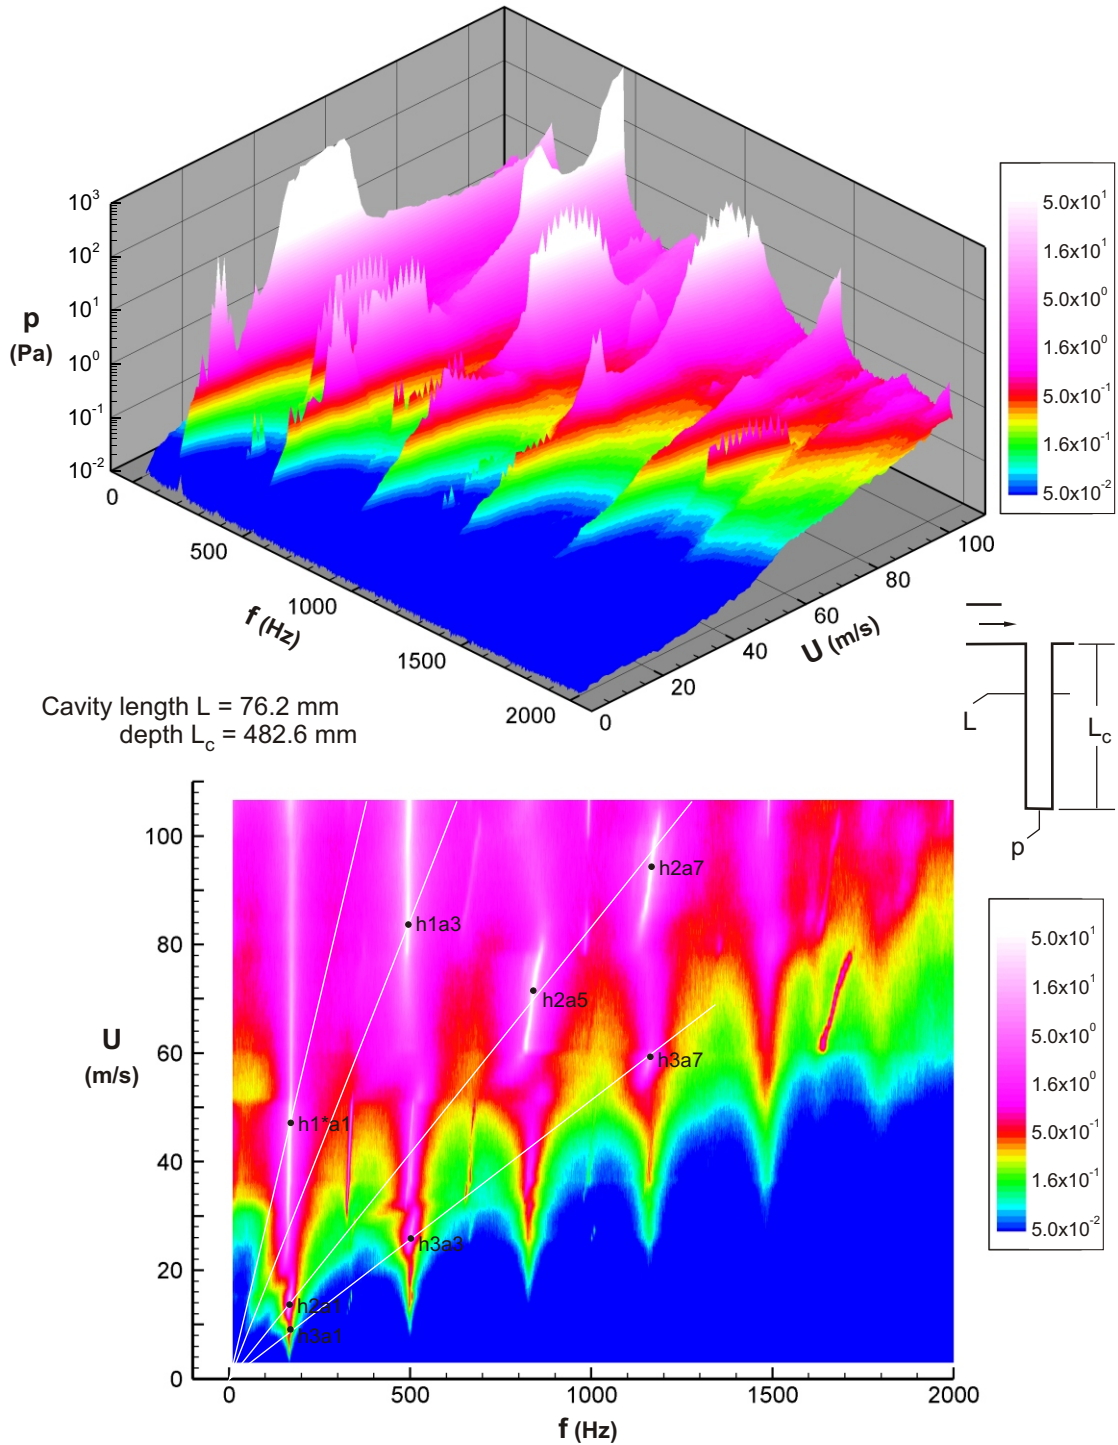 10³
10²
10¹
10⁰
10⁻¹
10⁻²
p
(Pa)
0
500
1000
1500
2000
f (Hz)
0
20
40
60
80
100
U (m/s)
5.0x10¹
1.6x10¹
5.0x10⁰
1.6x10⁰
5.0x10⁻¹
1.6x10⁻¹
5.0x10⁻²
Cavity length L = 76.2 mm
depth L_c = 482.6 mm
L
L_c
p
100
80
60
40
20
0
U
(m/s)
h2a7
h1a3
h2a5
h3a7
h1*a1
h3a3
h2a1
h3a1
0
500
1000
1500
2000
f (Hz)
5.0x10¹
1.6x10¹
5.0x10⁰
1.6x10⁰
5.0x10⁻¹
1.6x10⁻¹
5.0x10⁻²